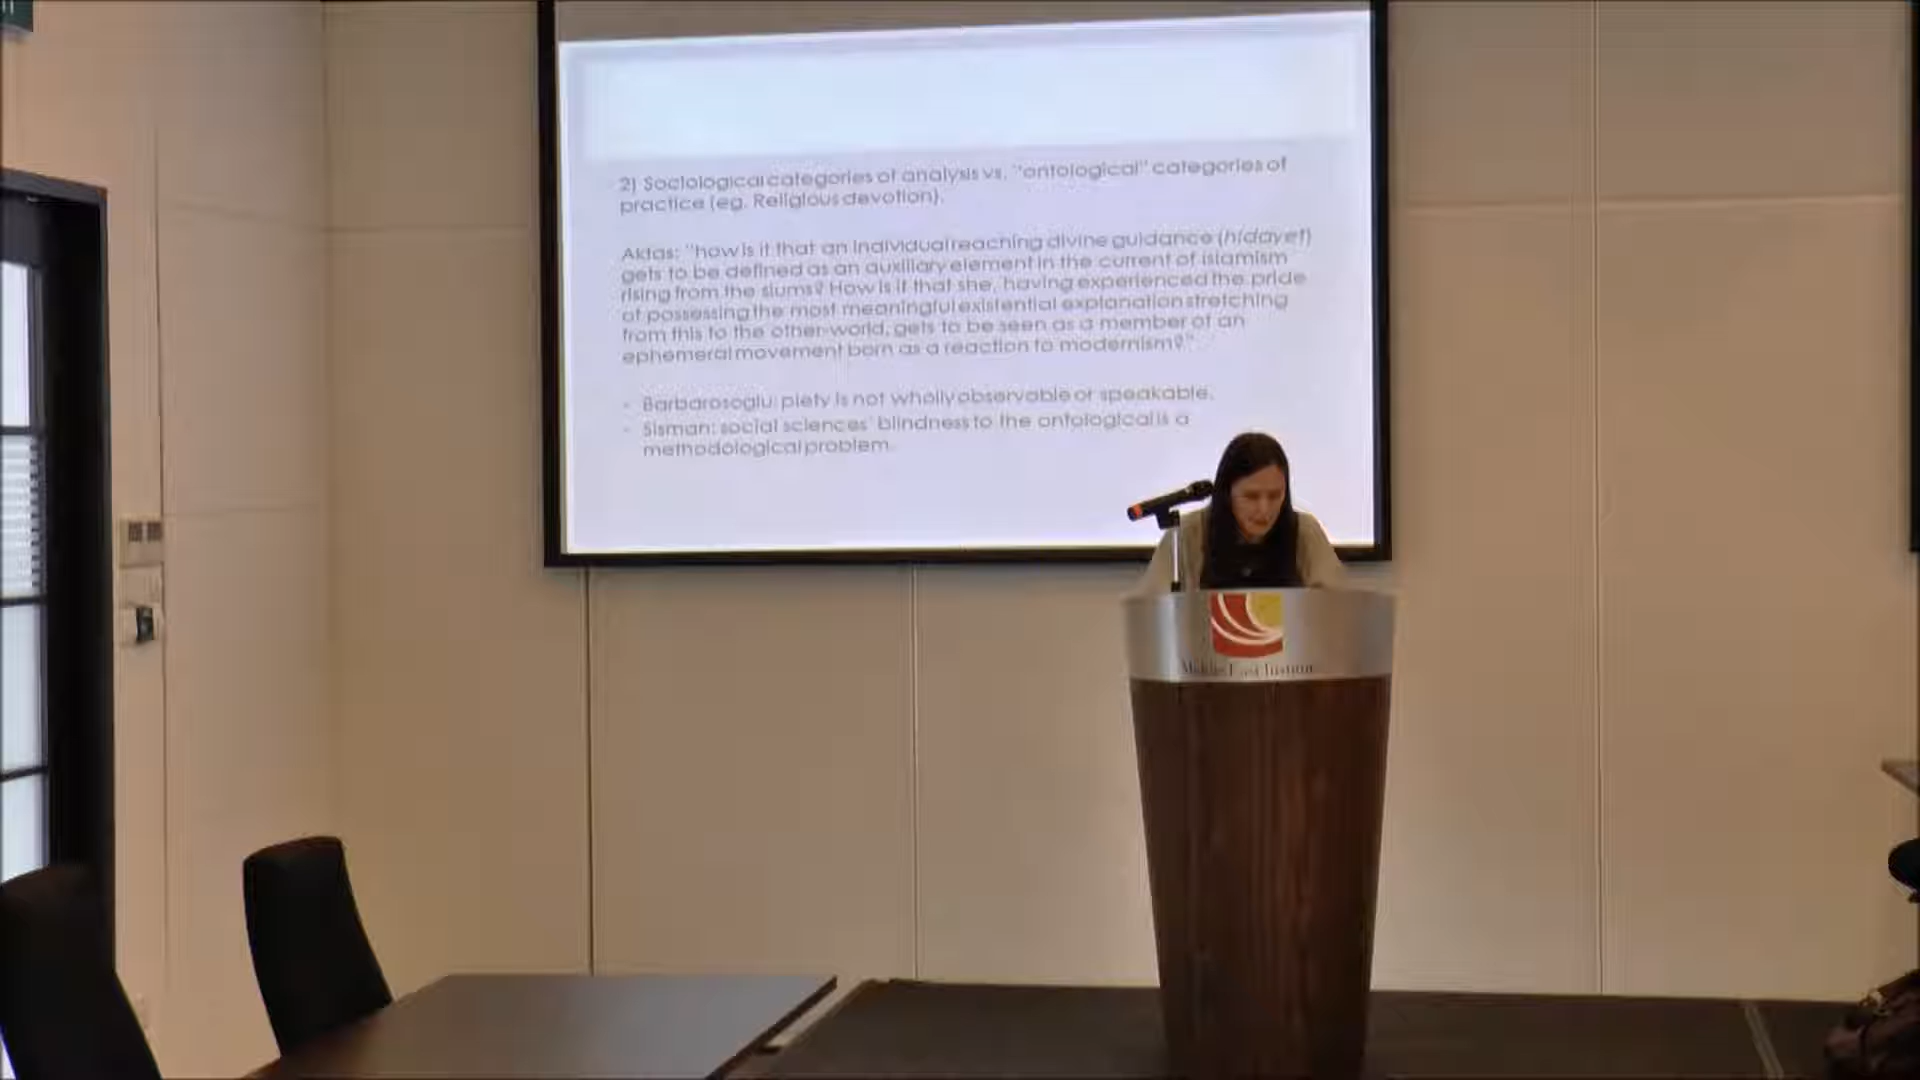 2) Sociological categories of analysis vs. "ontological" categories of
practice (eg. Religious devotion).
Aktas: "how is it that an individual reaching divine guidance (hidayet)
gets to be defined as an auxiliary element in the current of Islamism
rising from the slums? How is it that she, having experienced the pride
of possessing the most meaningful existential explanation stretching
from this to the other-world, gets to be seen as a member of an
ephemeral movement born as a reaction to modernism?"
- Barbarosoglu: piety is not wholly observable or speakable.
- Sisman: social sciences' blindness to the ontological is a
methodological problem.
Middle East Institute